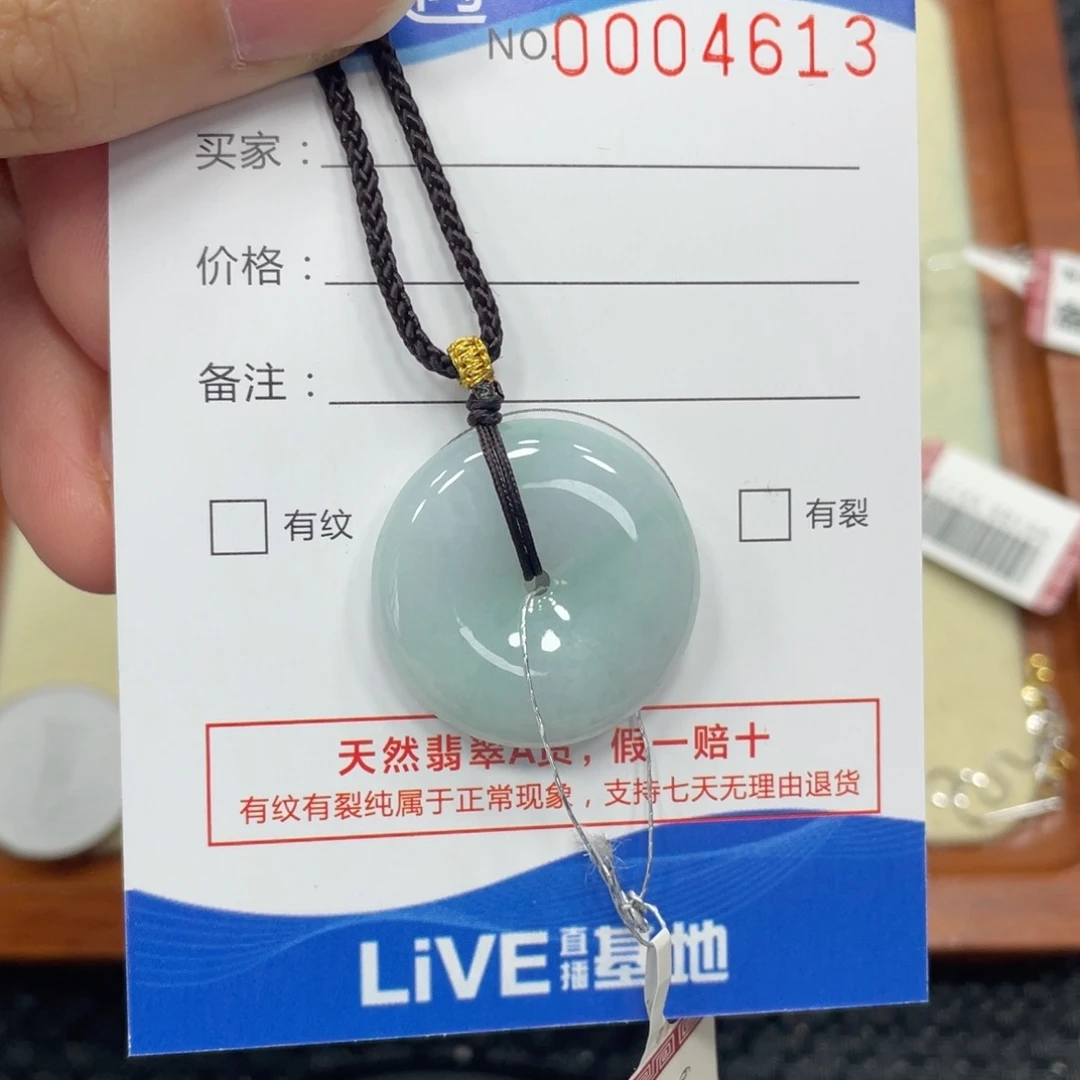 NO.0004613
买家：
价格：
备注：
有纹
有裂
天然翡翠A货，假一赔十
有纹有裂纯属于正常现象，支持七天无理由退货
LiVE直播基地